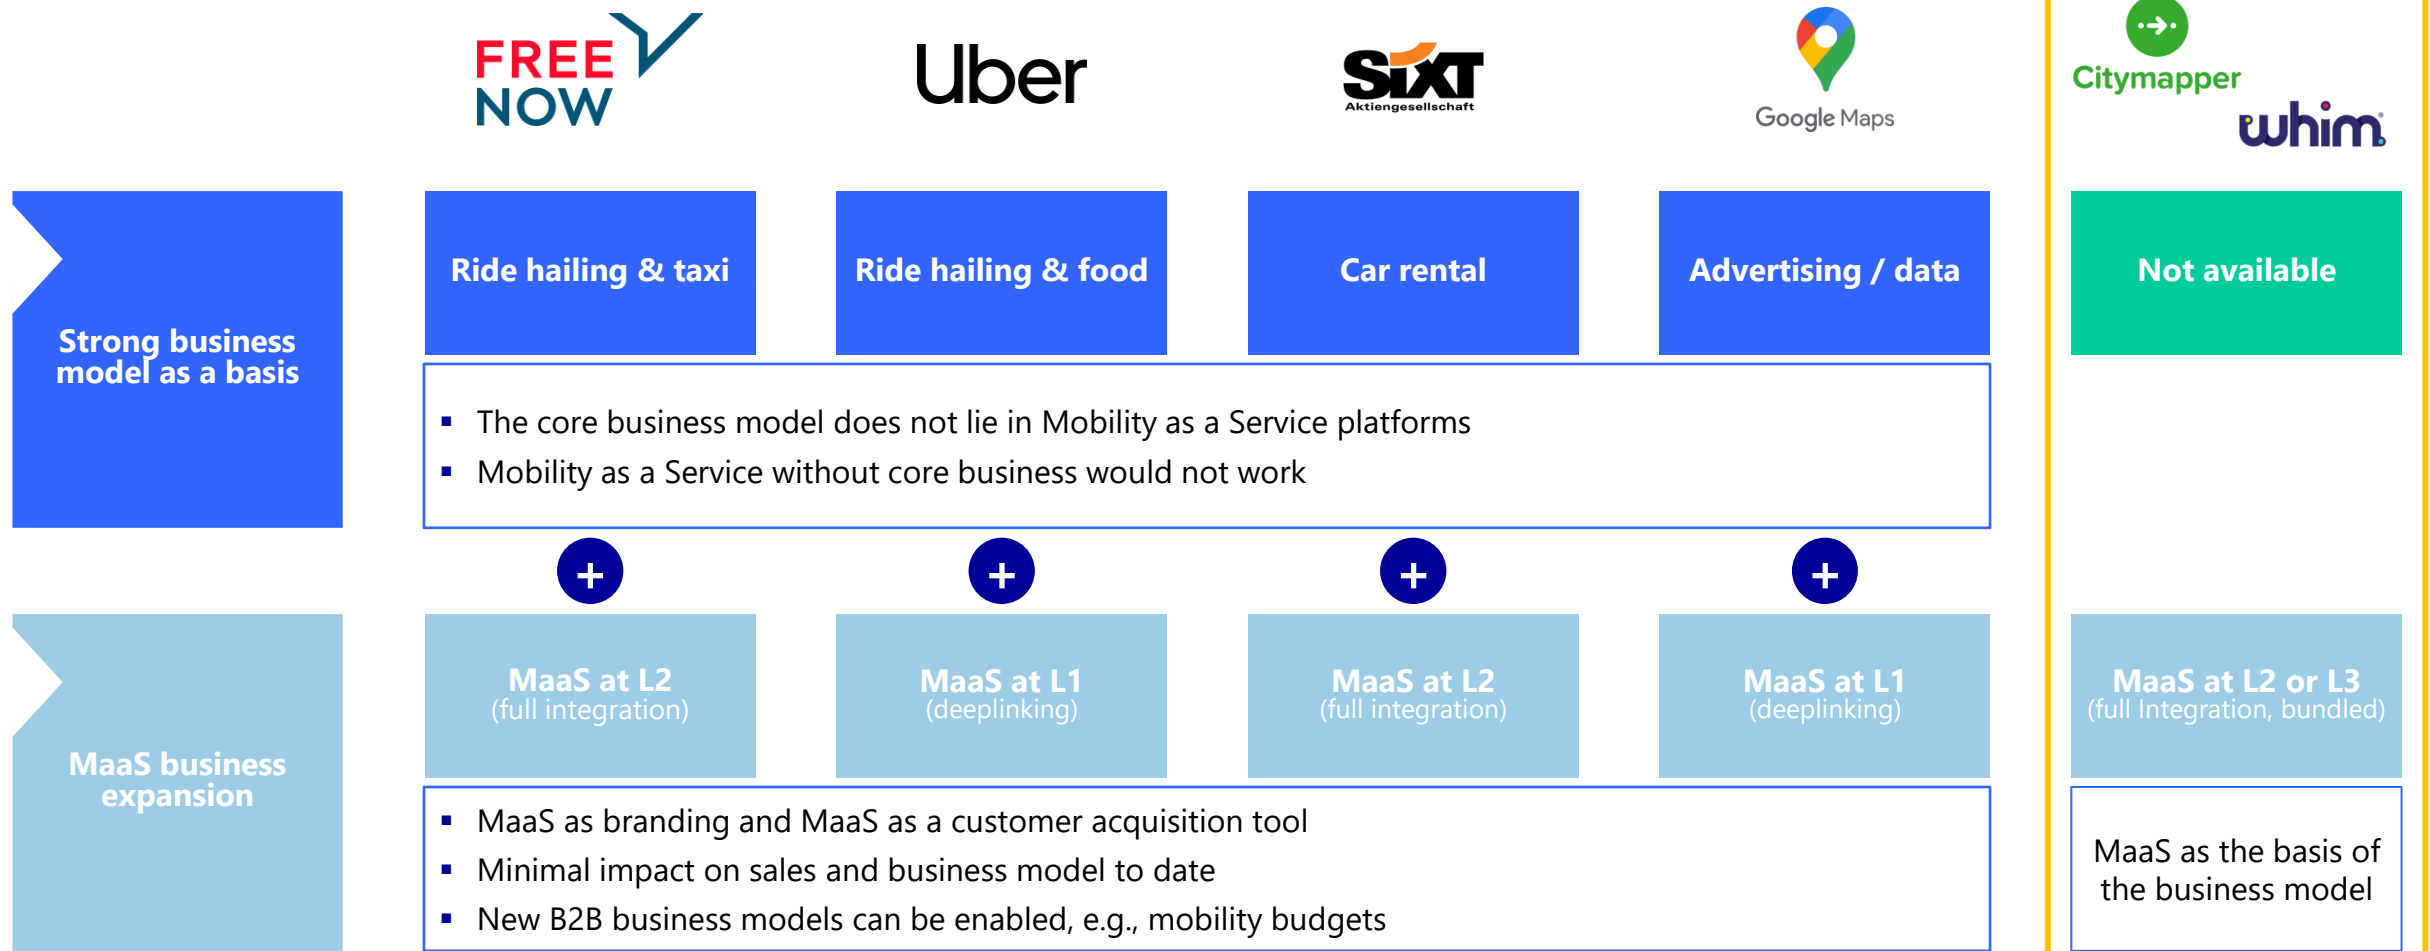 FREE
NOW
Uber
SIXT
Aktiengesellschaft
Google Maps
Citymapper
whim
Strong business
model as a basis
Ride hailing & taxi
Ride hailing & food
Car rental
Advertising / data
Not available
▪ The core business model does not lie in Mobility as a Service platforms
▪ Mobility as a Service without core business would not work
+
+
+
+
MaaS business
expansion
MaaS at L2
(full integration)
MaaS at L1
(deeplinking)
MaaS at L2
(full integration)
MaaS at L1
(deeplinking)
MaaS at L2 or L3
(full Integration, bundled)
▪ MaaS as branding and MaaS as a customer acquisition tool
▪ Minimal impact on sales and business model to date
▪ New B2B business models can be enabled, e.g., mobility budgets
MaaS as the basis of
the business model